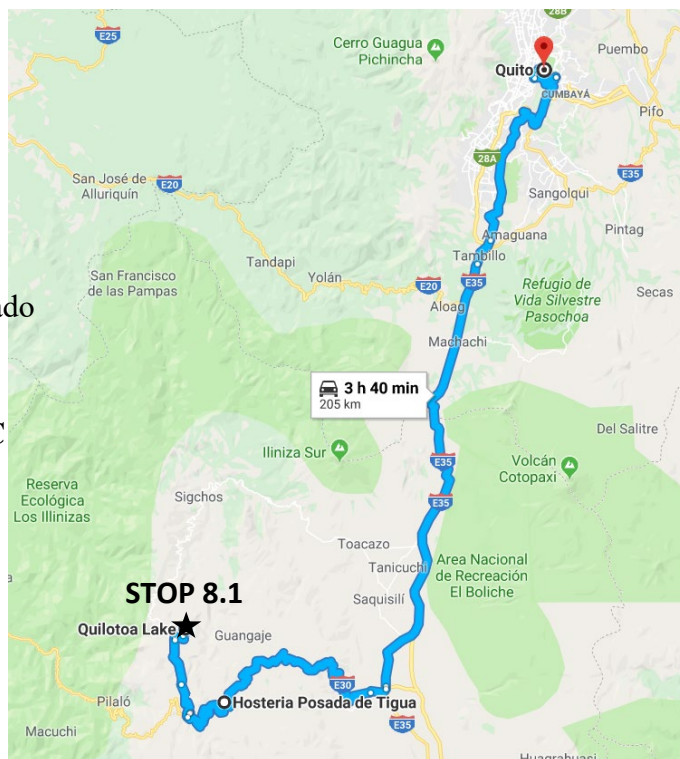 28B
E25
Cerro Guagua
Pichincha
Puembo
Quito
CUMBAYÁ
Pifo
San José de
Alluriquín
E20
28A
E35
Sangolqui
Pintag
Amaguana
Tambillo
Tandapi
San Francisco
de las Pampas
Yolán
E35
E20
Aloag
Refugio de
Vida Silvestre
Pasochoa
Secas
ado
Machachi
3 h 40 min
205 km
C
Del Salitre
Iliniza Sur
E35
Volcán
Cotopaxi
Reserva
Ecológica
Los Illinizas
Sigchos
E35
Toacazo
Tanicuchi
Area Nacional
de Recreación
El Boliche
Saquisilí
STOP 8.1
Quilotoa Lake
Guangaje
E30
Pilaló
Hosteria Posada de Tigua
E35
Macuchi
Huagrahuasi